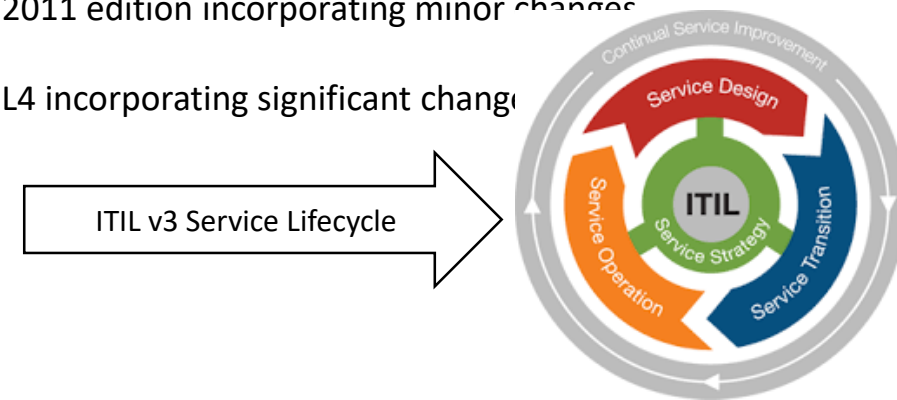 2011 edition incorporating minor changes
L4 incorporating significant
ITIL v3 Service Lifecycle
Continual Service Improvement
Service Design
ITIL
Service Strategy
Service Operation
Service Transition